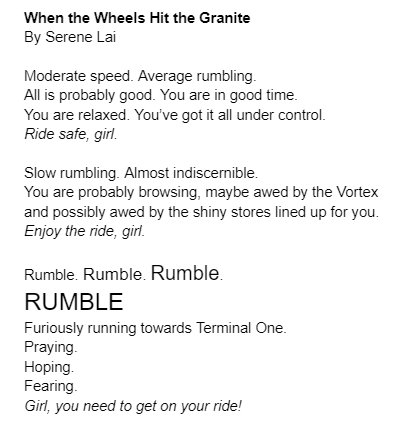 When the Wheels Hit the Granite
By Serene Lai
Moderate speed. Average rumbling.
All is probably good. You are in good time.
You are relaxed. You’ve got it all under control.
Ride safe, girl.
Slow rumbling. Almost indiscernible.
You are probably browsing, maybe awed by the Vortex
and possibly awed by the shiny stores lined up for you.
Enjoy the ride, girl.
Rumble. Rumble. Rumble.
RUMBLE
Furiously running towards Terminal One.
Praying.
Hoping.
Fearing.
Girl, you need to get on your ride!